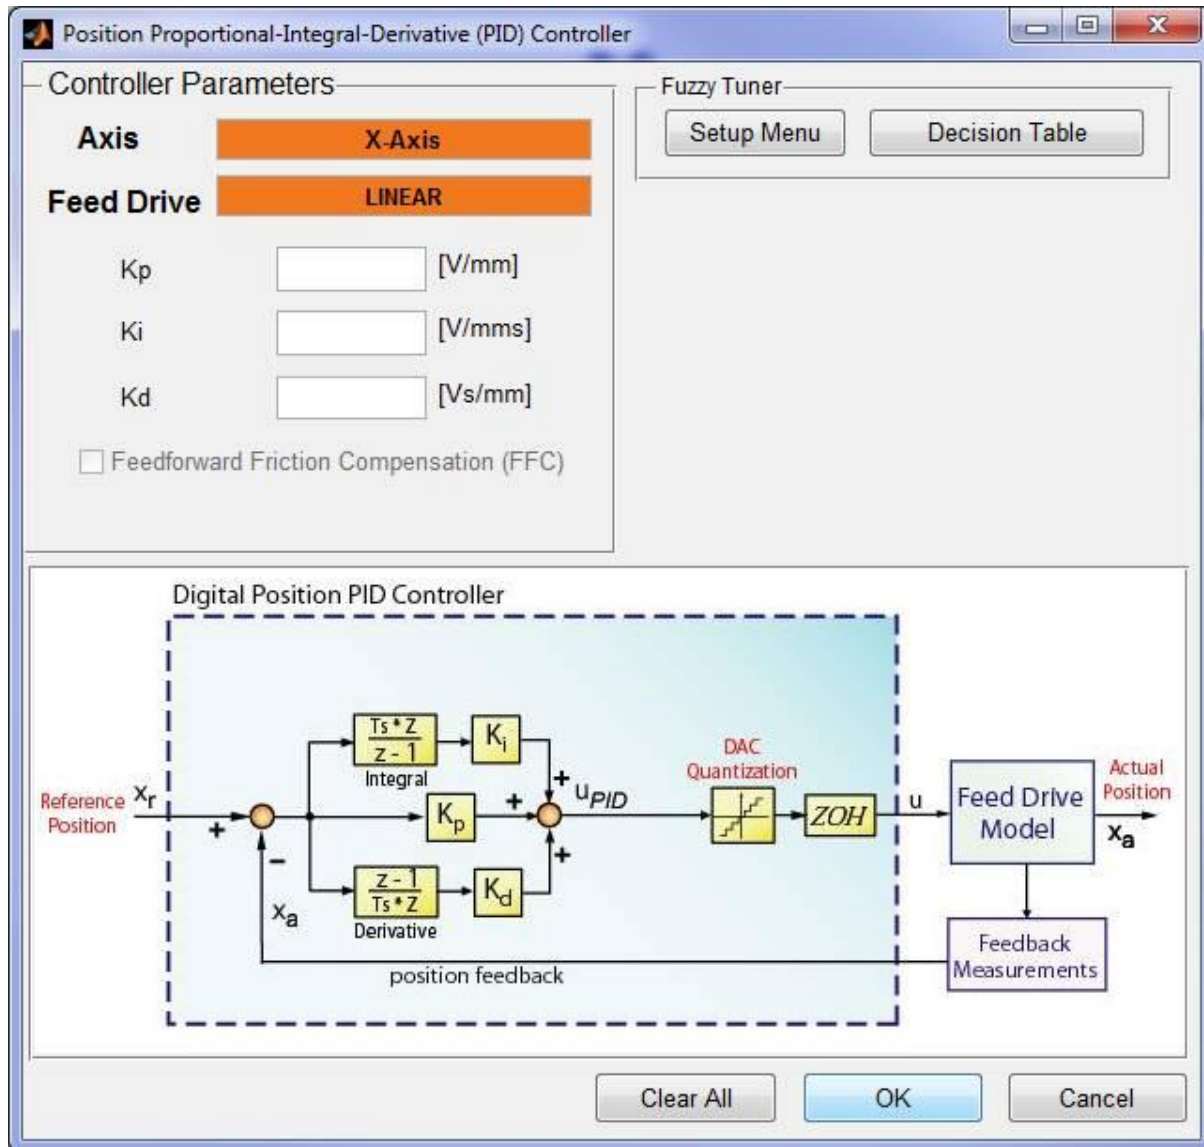 Position Proportional-Integral-Derivative (PID) Controller
Controller Parameters
Axis
X-Axis
Feed Drive
LINEAR
Kp
[V/mm]
Ki
[V/mms]
Kd
[Vs/mm]
Feedforward Friction Compensation (FFC)
Fuzzy Tuner
Setup Menu
Decision Table
Digital Position PID Controller
Reference
Position
xr
+
−
xa
Ts * Z
z - 1
Integral
Ki
+
Kp
+
z - 1
Ts * Z
Derivative
Kd
+
uPID
DAC
Quantization
ZOH
u
Feed Drive
Model
Actual
Position
xa
Feedback
Measurements
position feedback
Clear All
OK
Cancel